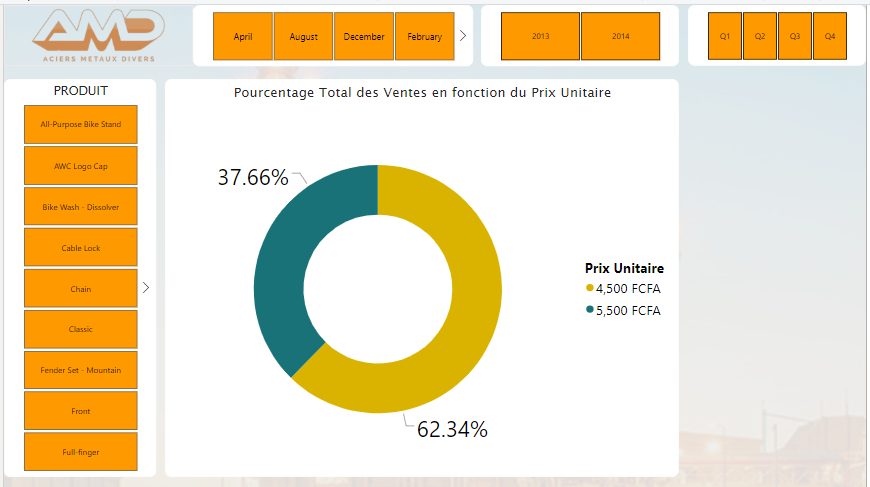 AMD
ACIERS METAUX DIVERS
April
August
December
February
2013
2014
Q1
Q2
Q3
Q4
PRODUIT
All-Purpose Bike Stand
AWC Logo Cap
Bike Wash - Dissolver
Cable Lock
Chain
Classic
Fender Set - Mountain
Front
Full-finger
Pourcentage Total des Ventes en fonction du Prix Unitaire
37.66%
62.34%
Prix Unitaire
4,500 FCFA
5,500 FCFA